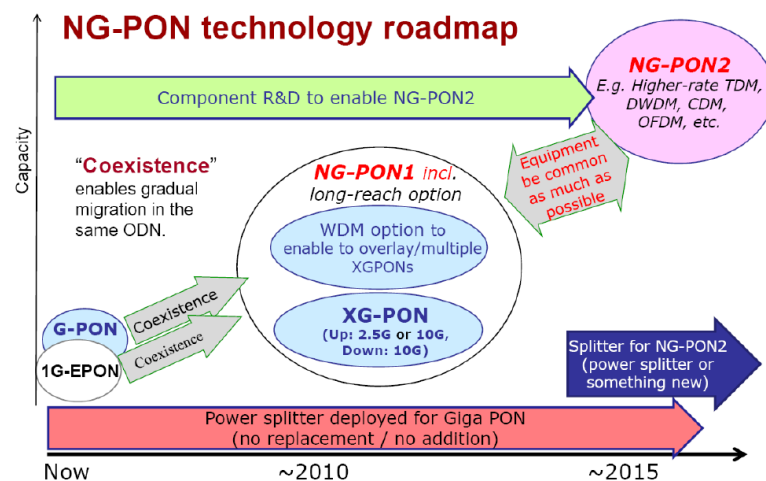 NG-PON technology roadmap
Capacity
Component R&D to enable NG-PON2
NG-PON2
E.g. Higher-rate TDM,
DWDM, CDM,
OFDM, etc.
"Coexistence"
enables gradual
migration in the
same ODN.
NG-PON1 incl.
long-reach option
Equipment
be common
as much as
possible
WDM option to
enable to overlay/multiple
XGPONs
XG-PON
(Up: 2.5G or 10G,
Down: 10G)
G-PON
Coexistence
1G-EPON
Coexistence
Splitter for NG-PON2
(power splitter or
something new)
Power splitter deployed for Giga PON
(no replacement / no addition)
Now
~2010
~2015